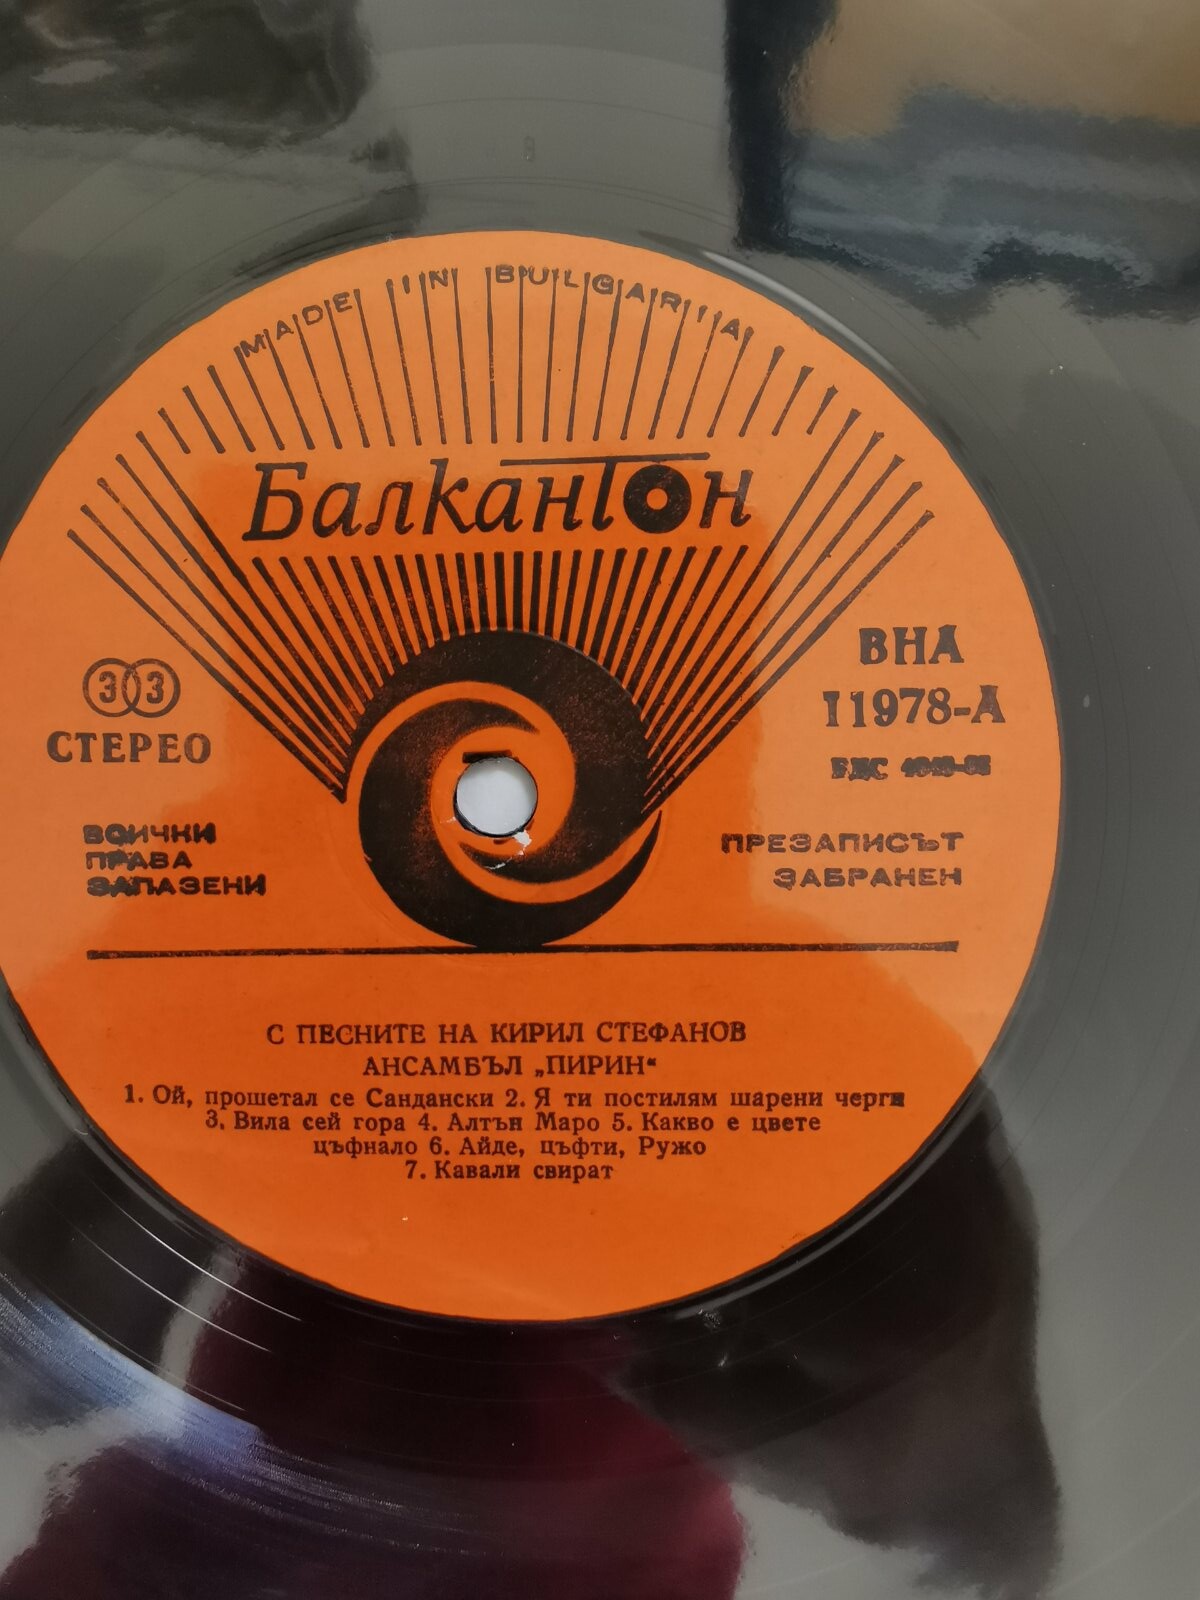 MADE IN BULGARIA
Балкантон
33
СТЕРЕО
ВСИЧКИ
ПРАВА
ЗАПАЗЕНИ
ВНА
11978-А
БДС
ПРЕЗАПИСЪТ
ЗАБРАНЕН
С ПЕСНИТЕ НА КИРИЛ СТЕФАНОВ
АНСАМБЪЛ „ПИРИН“
1. Ой, прошетал се Сандански 2. Я ти постилям шарени черги
3. Вила сей гора 4. Алтън Маро 5. Какво е цвете
цъфнало 6. Айде, цъфти, Ружо
7. Кавали свират